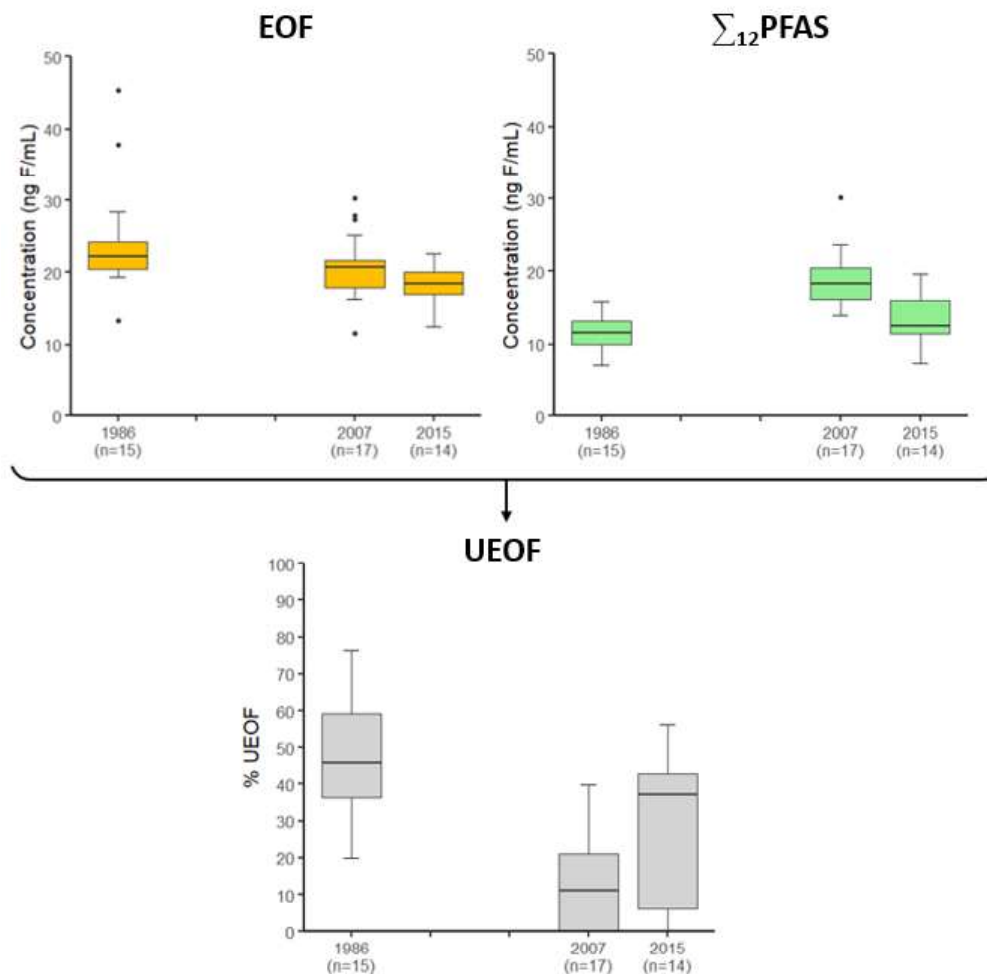 EOF
Concentration (ng F/mL)
50
40
30
20
10
0
1986
(n=15)
2007
(n=17)
2015
(n=14)
∑₁₂PFAS
Concentration (ng F/mL)
50
40
30
20
10
0
1986
(n=15)
2007
(n=17)
2015
(n=14)
UEOF
% UEOF
100
90
80
70
60
50
40
30
20
10
0
1986
(n=15)
2007
(n=17)
2015
(n=14)